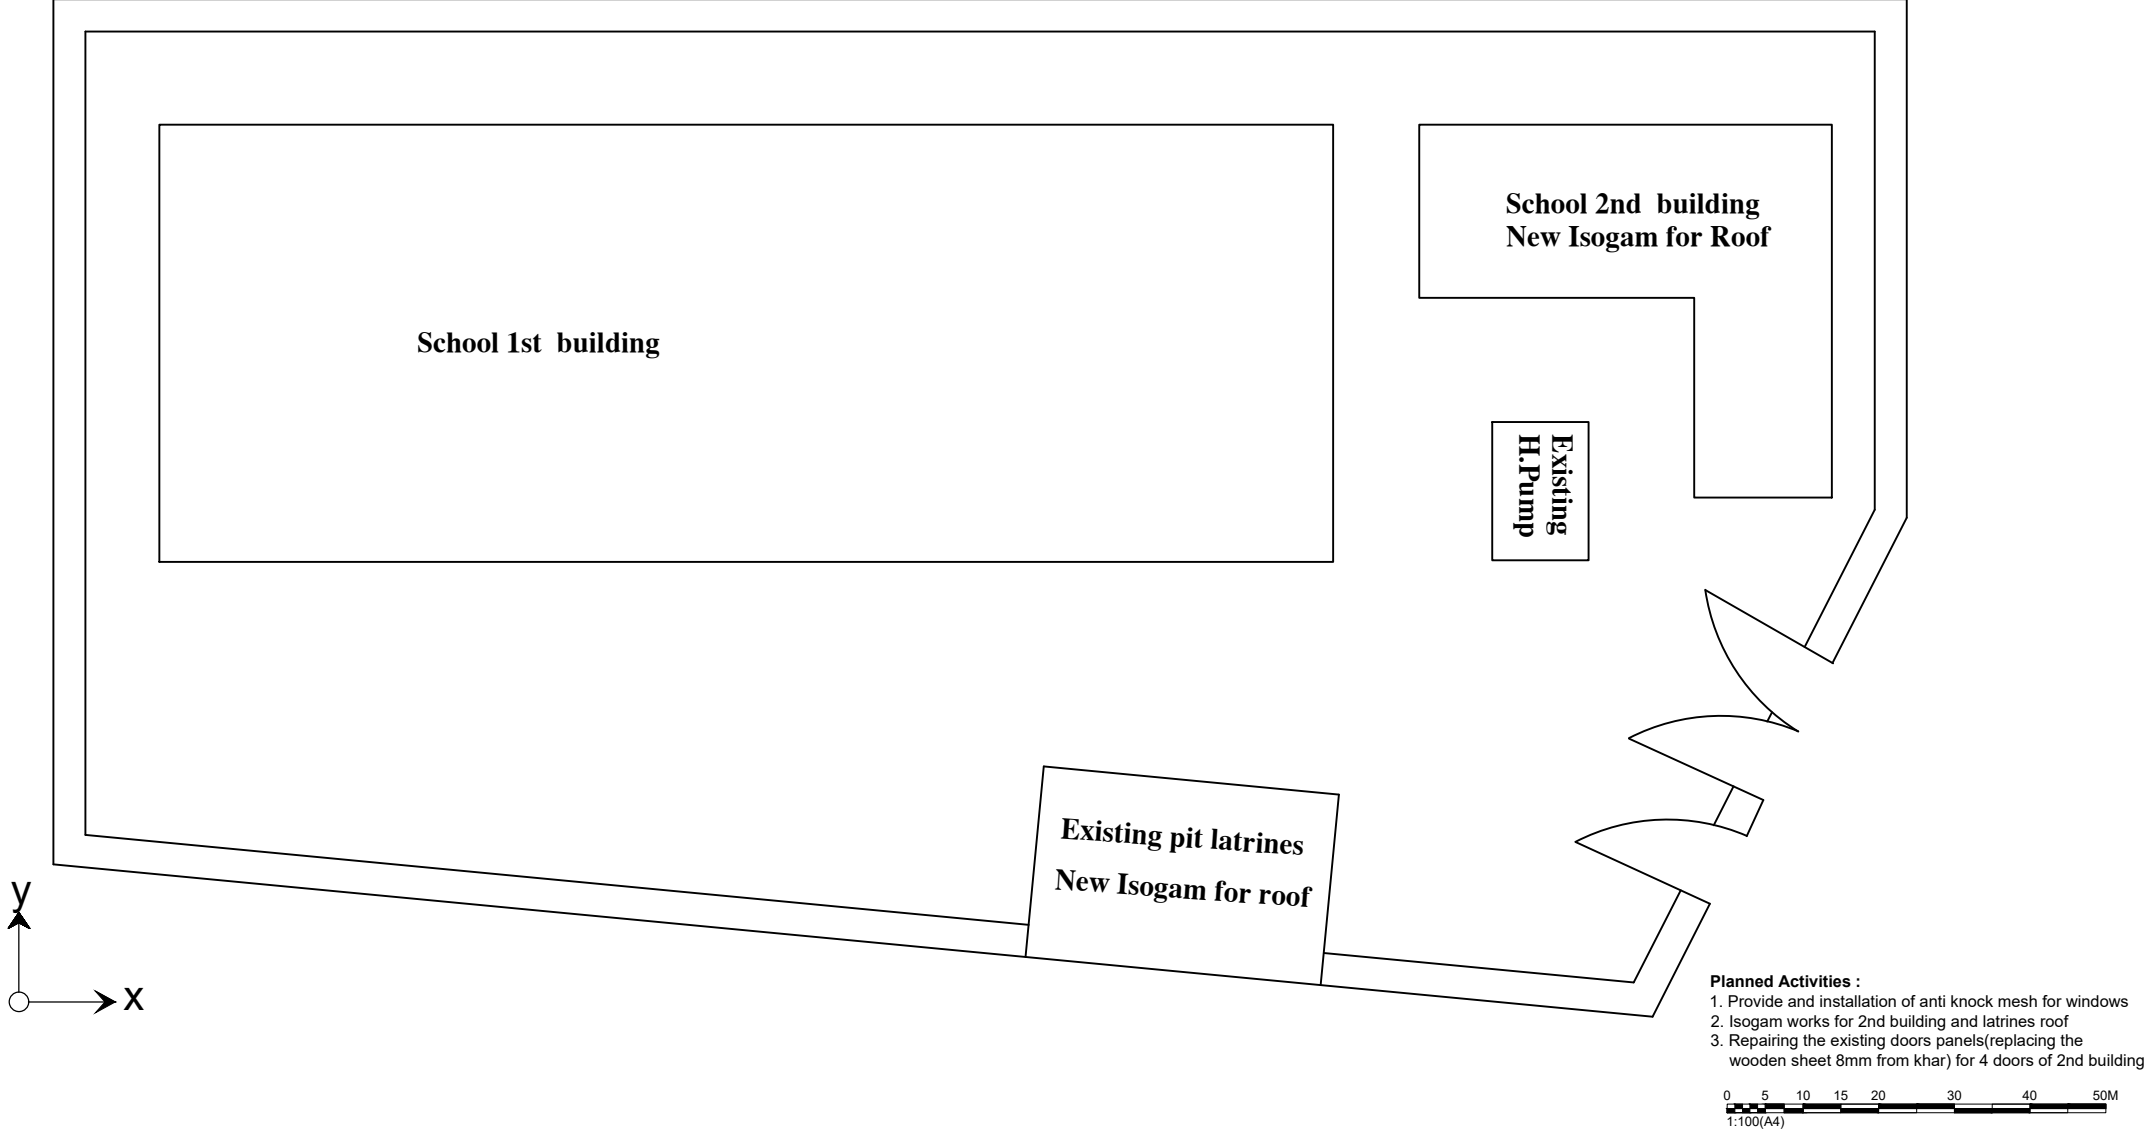 School 1st building
School 2nd building
New Isogam for Roof
Existing
H.Pump
Existing pit latrines
New Isogam for roof
y
x
Planned Activities :
1. Provide and installation of anti knock mesh for windows
2. Isogam works for 2nd building and latrines roof
3. Repairing the existing doors panels(replacing the
wooden sheet 8mm from khar) for 4 doors of 2nd building
0 5 10 15 20 30 40 50M
1:100(A4)